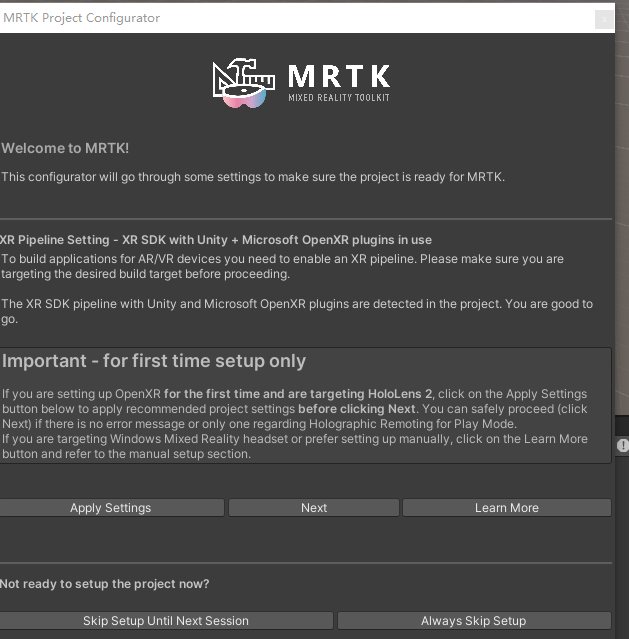 MRTK Project Configurator
MRTK
MIXED REALITY TOOLKIT
Welcome to MRTK!
This configurator will go through some settings to make sure the project is ready for MRTK.
XR Pipeline Setting - XR SDK with Unity + Microsoft OpenXR plugins in use
To build applications for AR/VR devices you need to enable an XR pipeline. Please make sure you are
targeting the desired build target before proceeding.
The XR SDK pipeline with Unity and Microsoft OpenXR plugins are detected in the project. You are good to
go.
Important - for first time setup only
If you are setting up OpenXR for the first time and are targeting HoloLens 2, click on the Apply Settings
button below to apply recommended project settings before clicking Next. You can safely proceed (click
Next) if there is no error message or only one regarding Holographic Remoting for Play Mode.
If you are targeting Windows Mixed Reality headset or prefer setting up manually, click on the Learn More
button and refer to the manual setup section.
Apply Settings
Next
Learn More
Not ready to setup the project now?
Skip Setup Until Next Session
Always Skip Setup